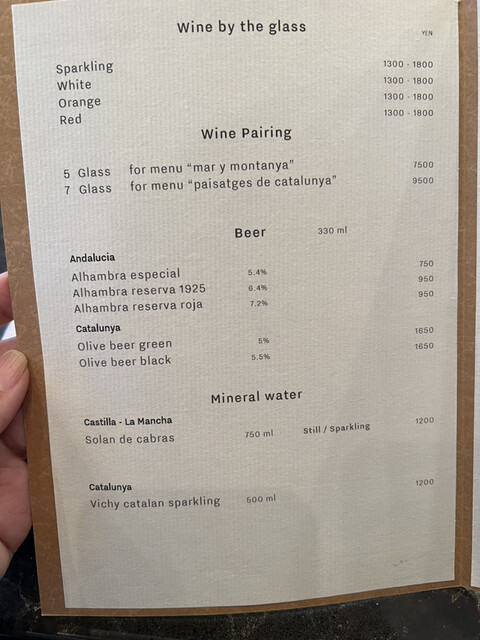 Wine by the glass
YEN
Sparkling 1300 - 1800
White 1300 - 1800
Orange 1300 - 1800
Red 1300 - 1800
Wine Pairing
5 Glass for menu “mar y montanya” 7500
7 Glass for menu “paisatges de catalunya” 9500
Beer 330 ml
Andalucia
Alhambra especial 5.4% 750
Alhambra reserva 1925 6.4% 950
Alhambra reserva roja 7.2% 950
Catalunya
Olive beer green 5% 1650
Olive beer black 5.5% 1650
Mineral water
Castilla - La Mancha
Solan de cabras 750 ml Still / Sparkling 1200
Catalunya
Vichy catalan sparkling 500 ml 1200